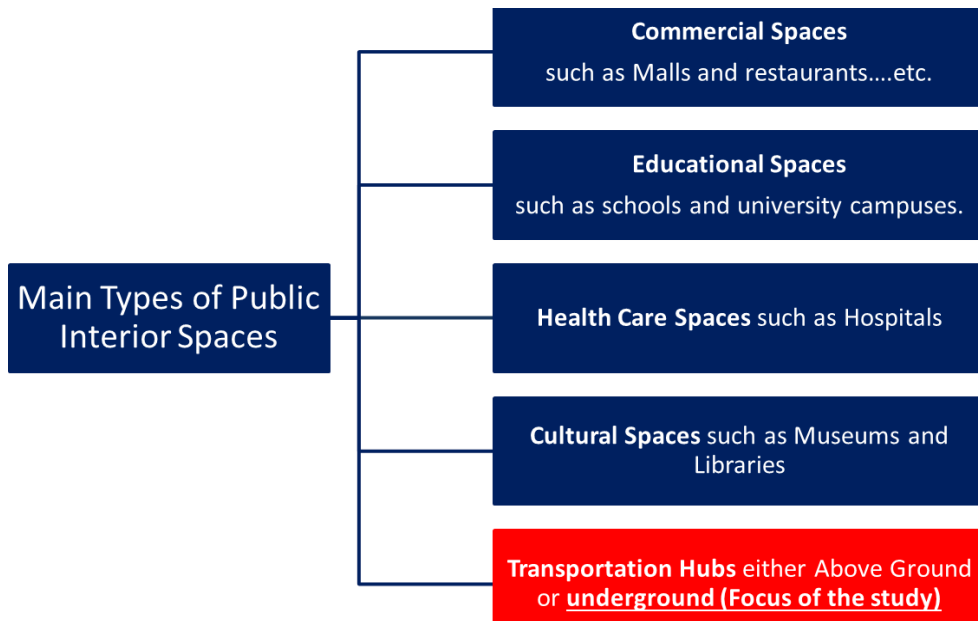 Commercial Spaces
such as Malls and restaurants....etc.
Educational Spaces
such as schools and university campuses.
Main Types of Public
Interior Spaces
Health Care Spaces such as Hospitals
Cultural Spaces such as Museums and
Libraries
Transportation Hubs either Above Ground
or underground (Focus of the study)